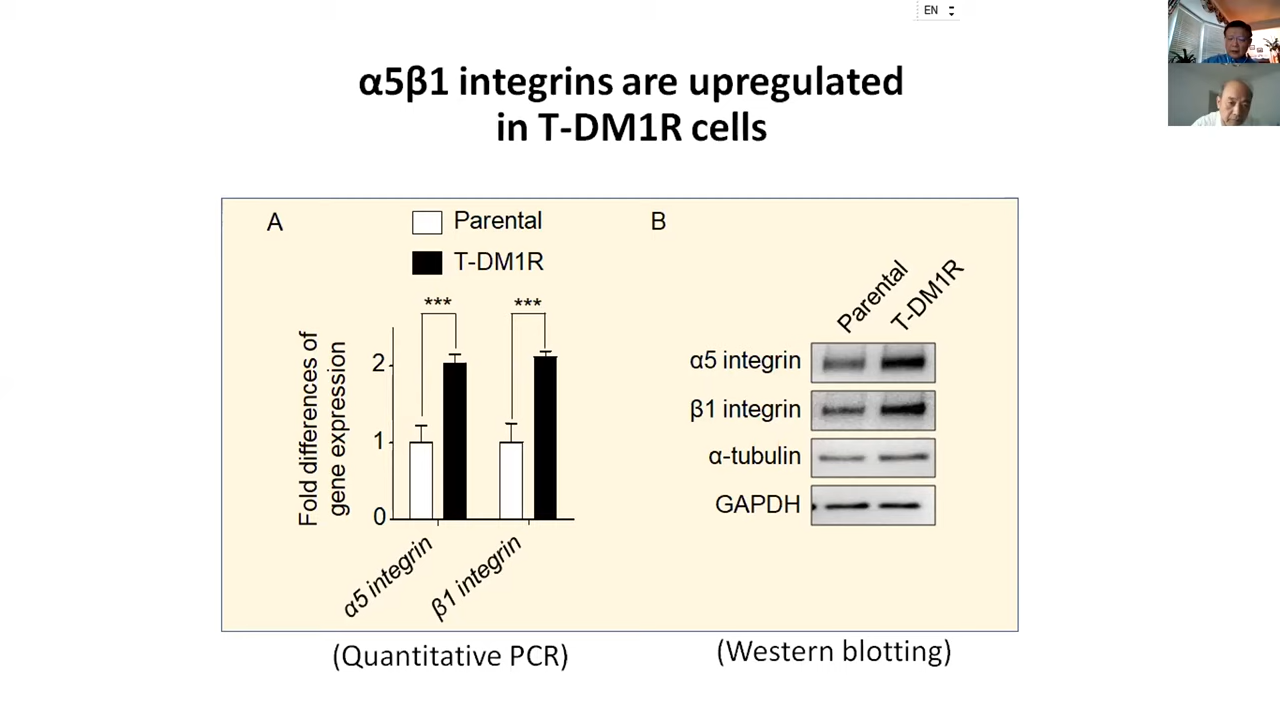 EN
α5β1 integrins are upregulated
in T-DM1R cells
A
Parental
T-DM1R
***
***
Fold differences of
gene expression
2
1
0
α5 integrin
β1 integrin
(Quantitative PCR)
B
Parental
T-DM1R
α5 integrin
β1 integrin
α-tubulin
GAPDH
(Western blotting)